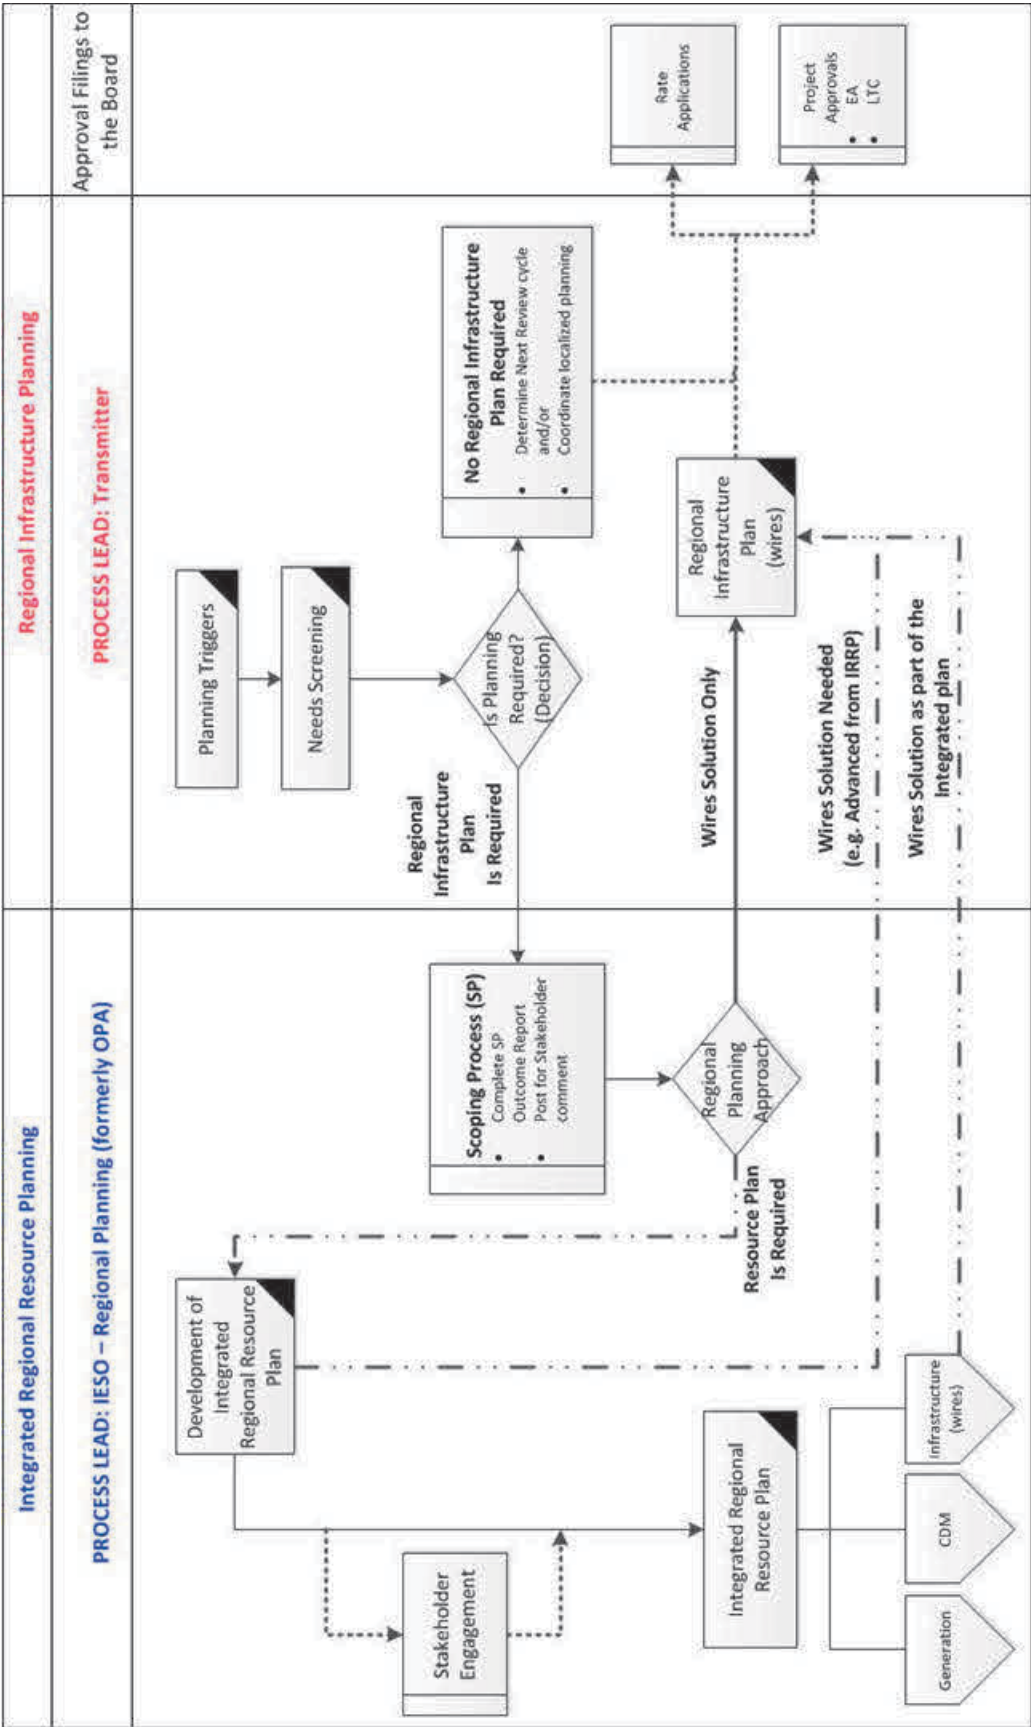 Integrated Regional Resource Planning
Regional Infrastructure Planning
PROCESS LEAD: IESO – Regional Planning (formerly OPA)
PROCESS LEAD: Transmitter
Approval Filings to
the Board
Planning Triggers
Needs Screening
Is Planning
Required?
(Decision)
Regional
Infrastructure
Plan
Is Required
No Regional Infrastructure
Plan Required
• Determine Next Review cycle
and/or
• Coordinate localized planning
Scoping Process (SP)
• Complete SP
Outcome Report
• Post for Stakeholder
comment
Regional
Planning
Approach
Wires Solution Only
Resource Plan
Is Required
Development of
Integrated
Regional Resource
Plan
Stakeholder
Engagement
Integrated Regional
Resource Plan
Generation
CDM
Infrastructure
(wires)
Wires Solution Needed
(e.g. Advanced from IRRP)
Wires Solution as part of the
Integrated plan
Regional
Infrastructure
Plan
(wires)
Rate
Applications
Project
Approvals
• EA
• LTC